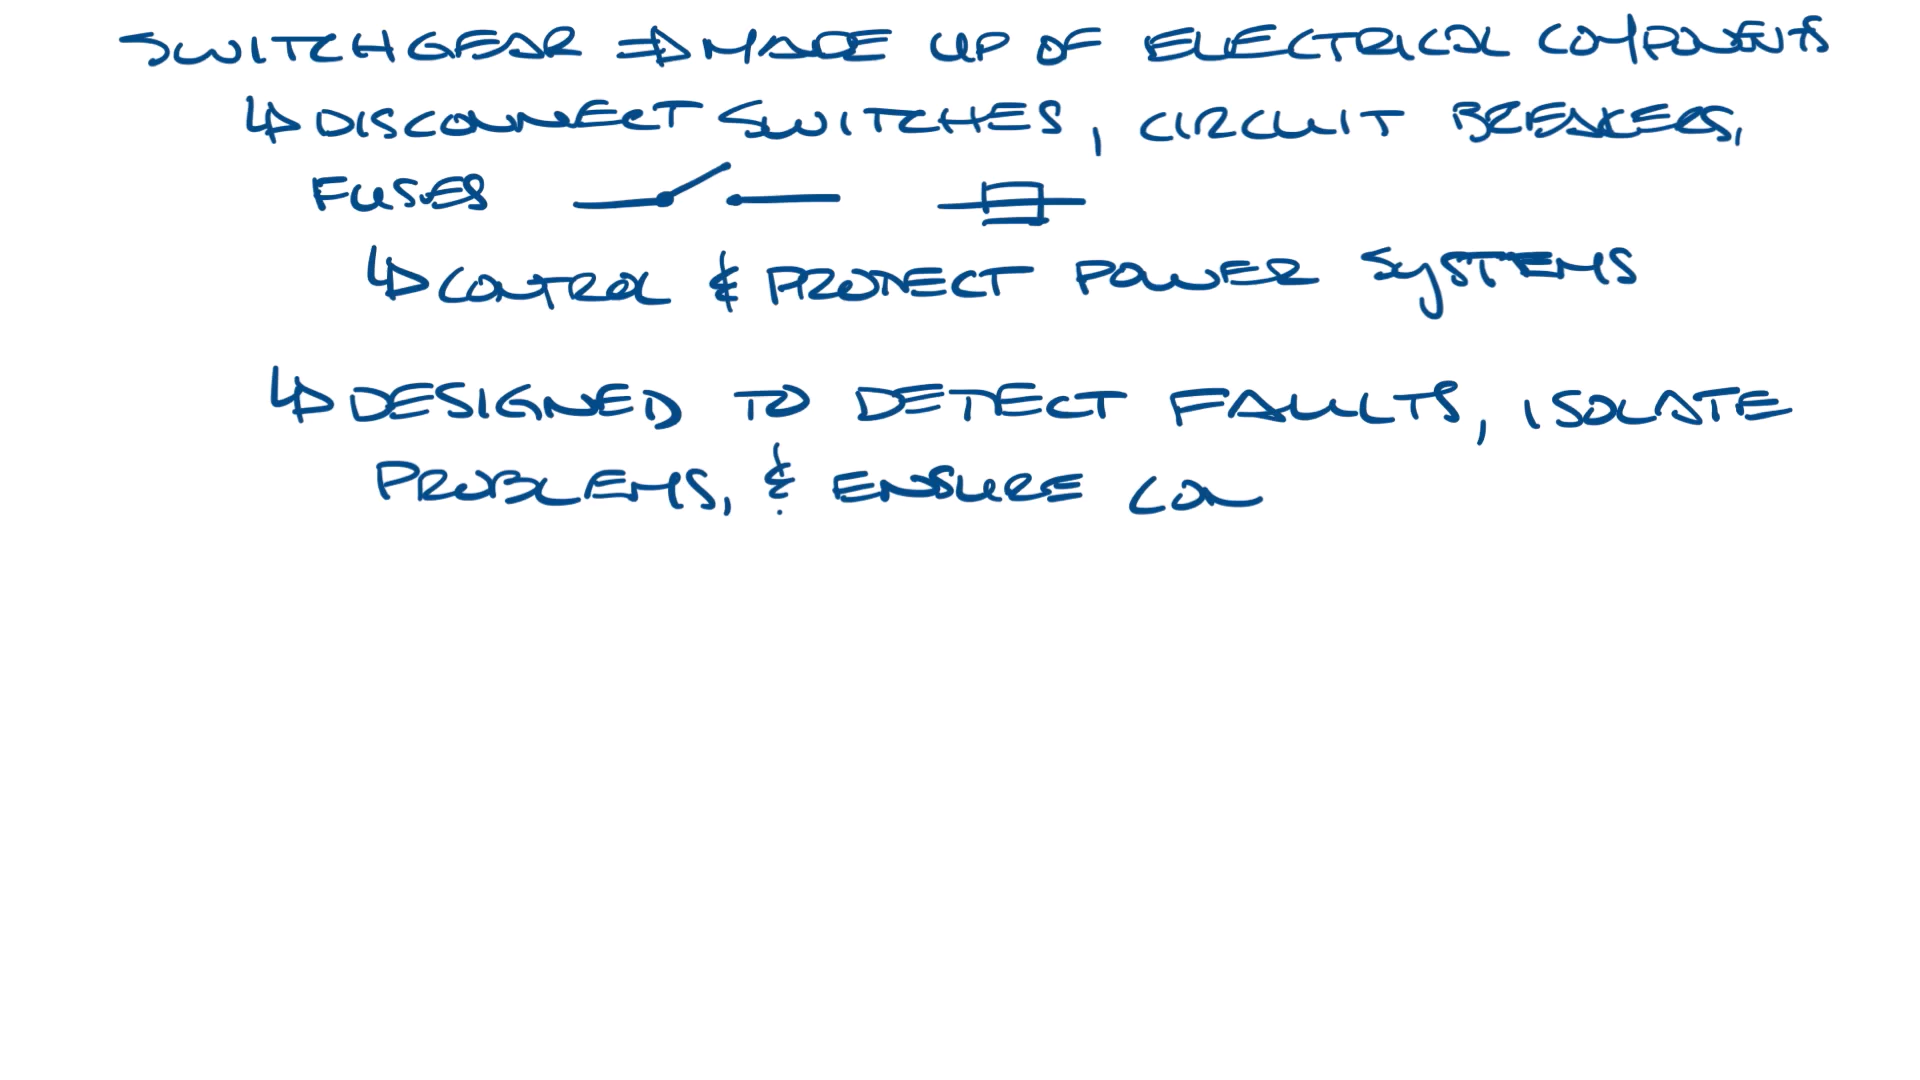 SWITCHGEAR ⇒ MADE UP OF ELECTRICAL COMPONENTS
↳ DISCONNECT SWITCHES, CIRCUIT BREAKERS,
FUSES
↳ CONTROL & PROTECT POWER SYSTEMS
↳ DESIGNED TO DETECT FAULTS, ISOLATE
PROBLEMS, & ENSURE CON